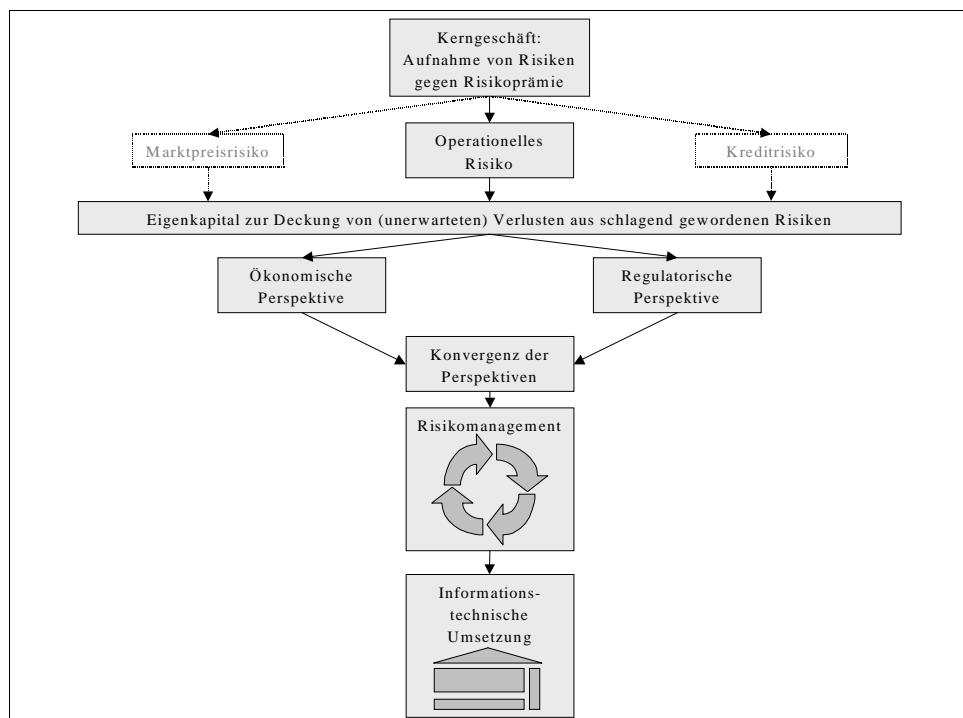 Kerngeschäft:
Aufnahme von Risiken
gegen Risikoprämie
Marktpreisrisiko
Operationelles
Risiko
Kreditrisiko
Eigenkapital zur Deckung von (unerwarteten) Verlusten aus schlagend gewordenen Risiken
Ökonomische
Perspektive
Regulatorische
Perspektive
Konvergenz der
Perspektiven
Risikomanagement
Informations-
technische
Umsetzung